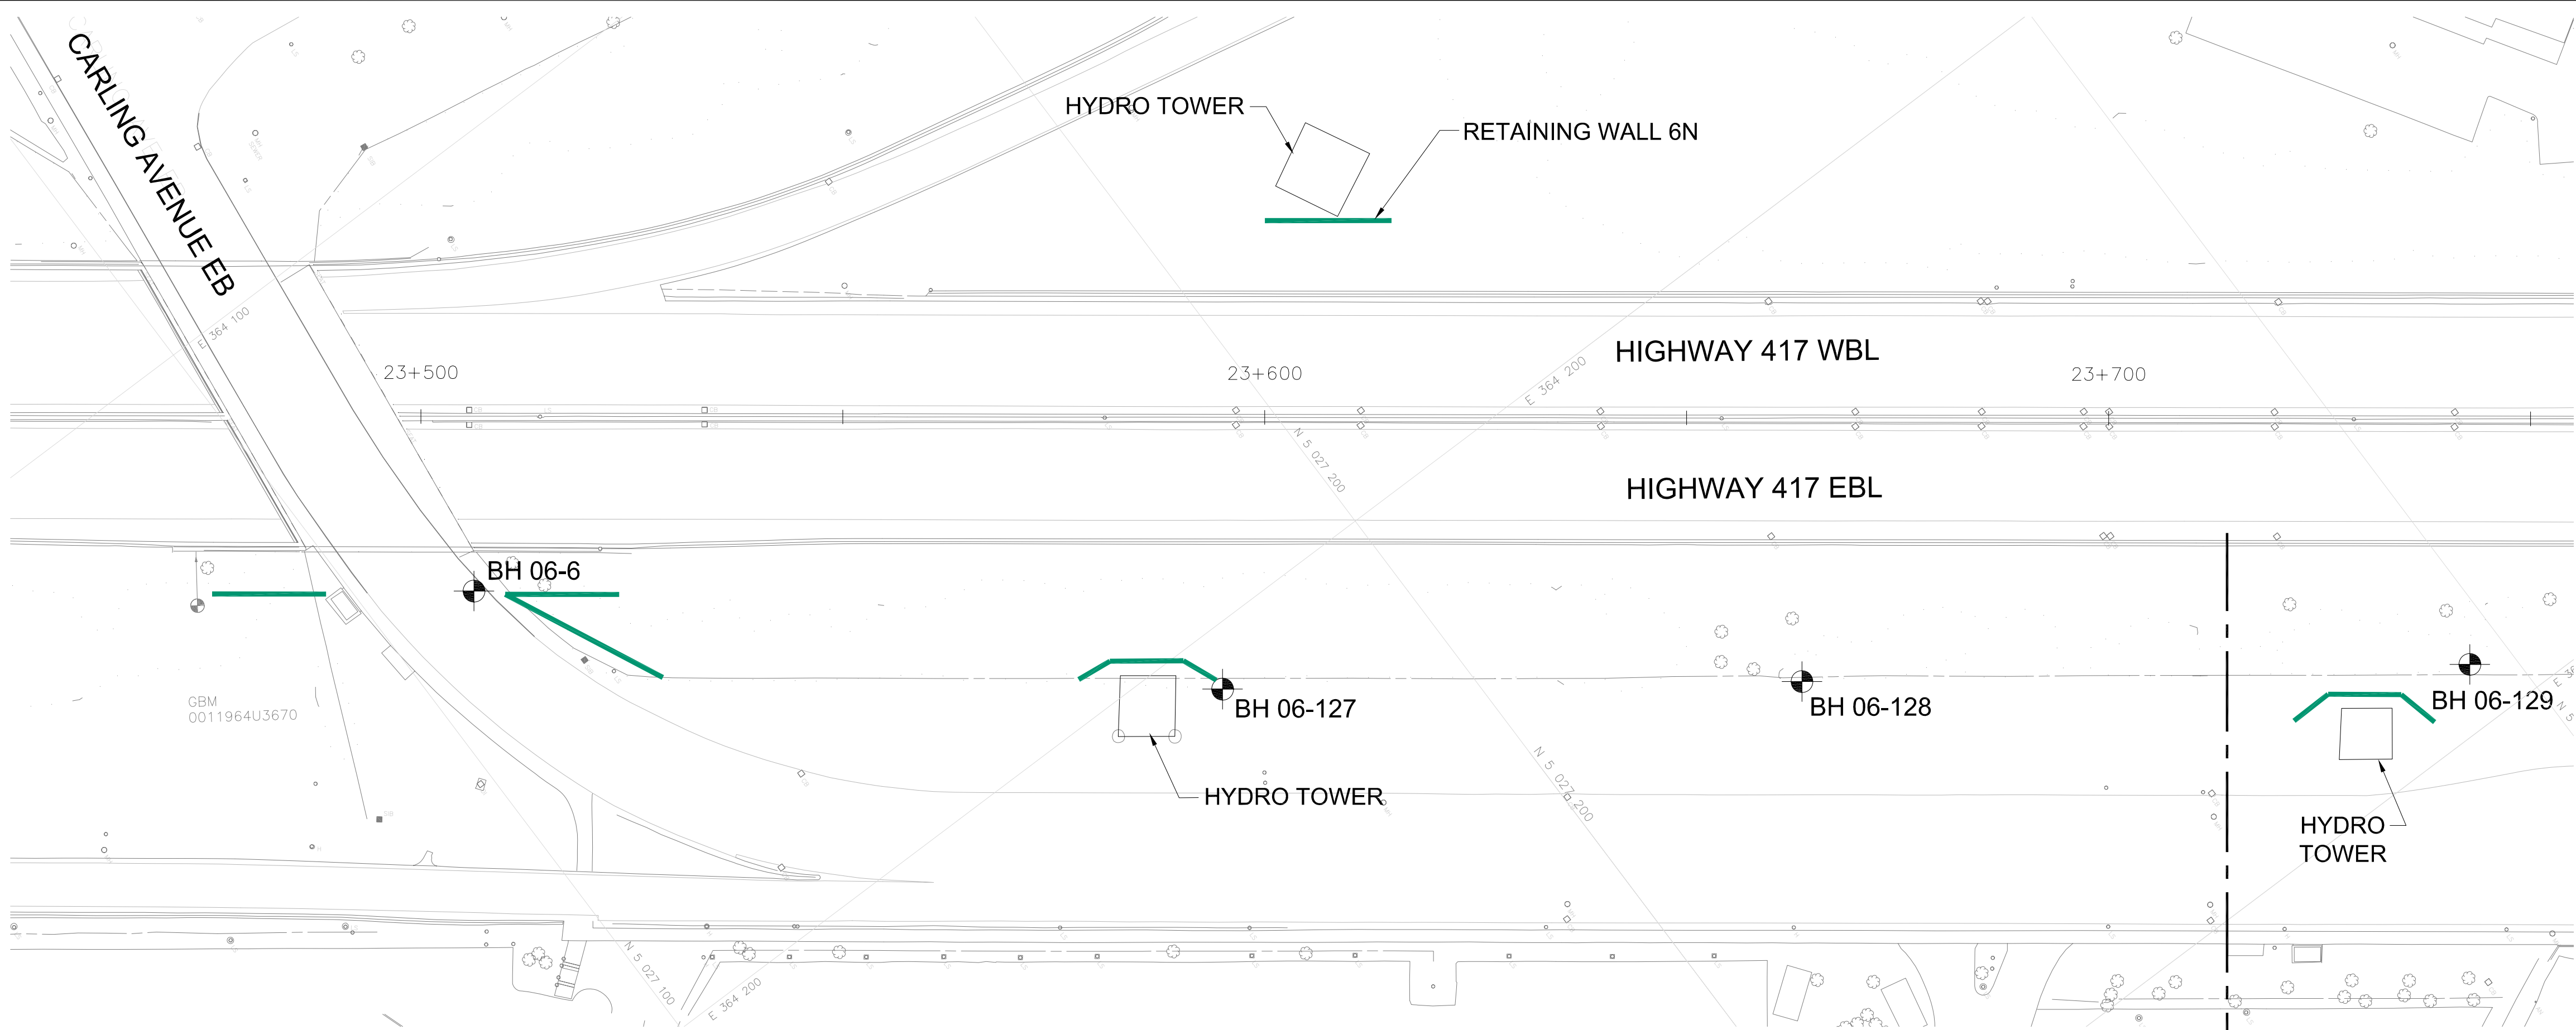 CARLING AVENUE EB
HYDRO TOWER
RETAINING WALL 6N
E 364 100
23+500
23+600
23+700
HIGHWAY 417 WBL
E 364 200
N 5 027 200
HIGHWAY 417 EBL
BH 06-6
BH 06-127
BH 06-128
BH 06-129
GBM
0011964U3670
HYDRO TOWER
N 5 027 200
HYDRO
TOWER
N 5 027 100
E 364 200